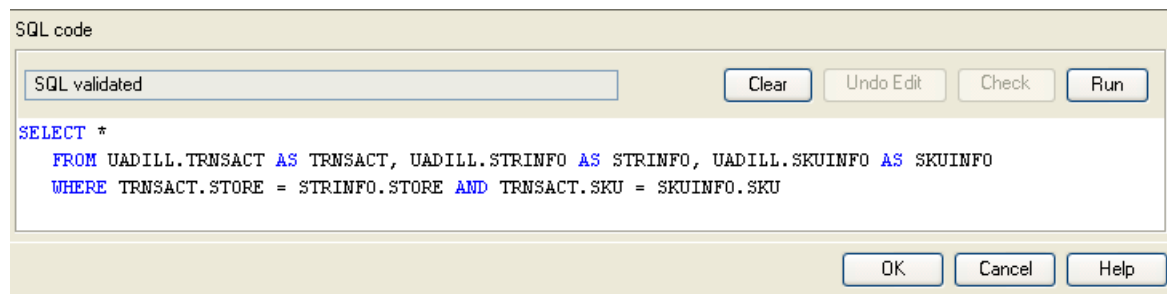 SQL code
SQL validated Clear Undo Edit Check Run
SELECT *
FROM UADILL.TRNSACT AS TRNSACT, UADILL.STRINFO AS STRINFO, UADILL.SKUINFO AS SKUINFO
WHERE TRNSACT.STORE = STRINFO.STORE AND TRNSACT.SKU = SKUINFO.SKU
OK Cancel Help